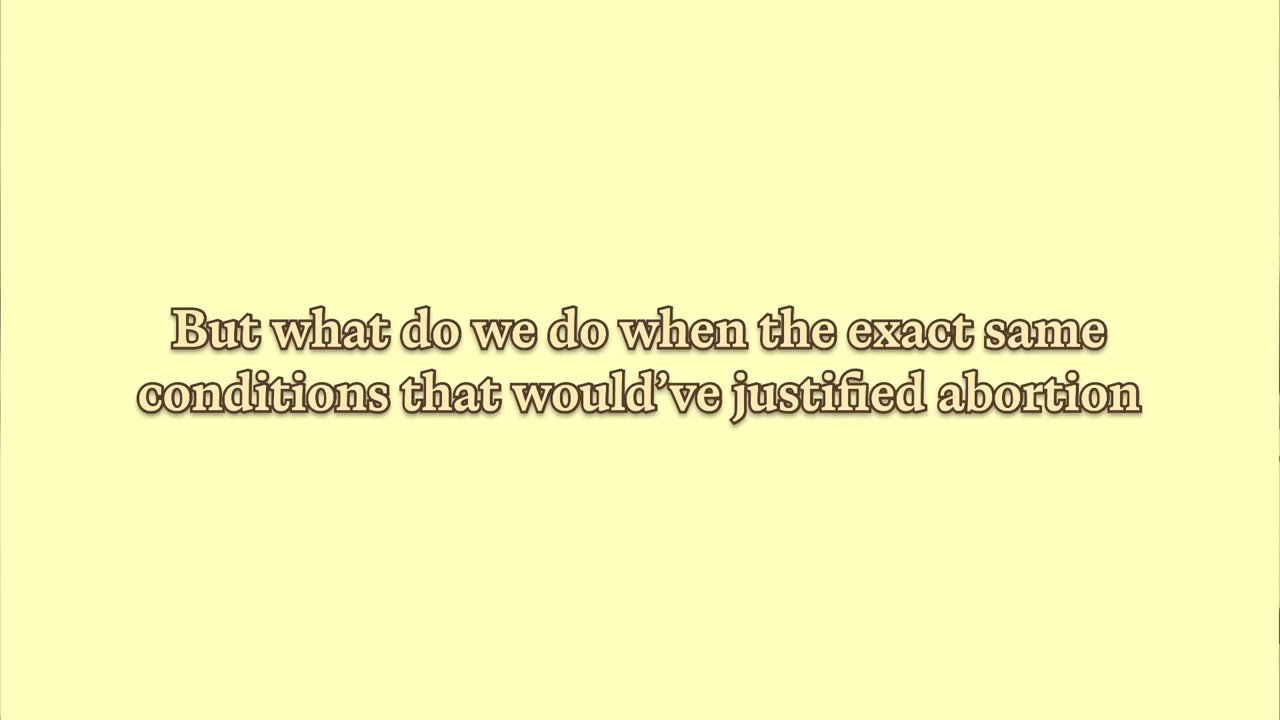 But what do we do when the exact same
conditions that would’ve justified abortion